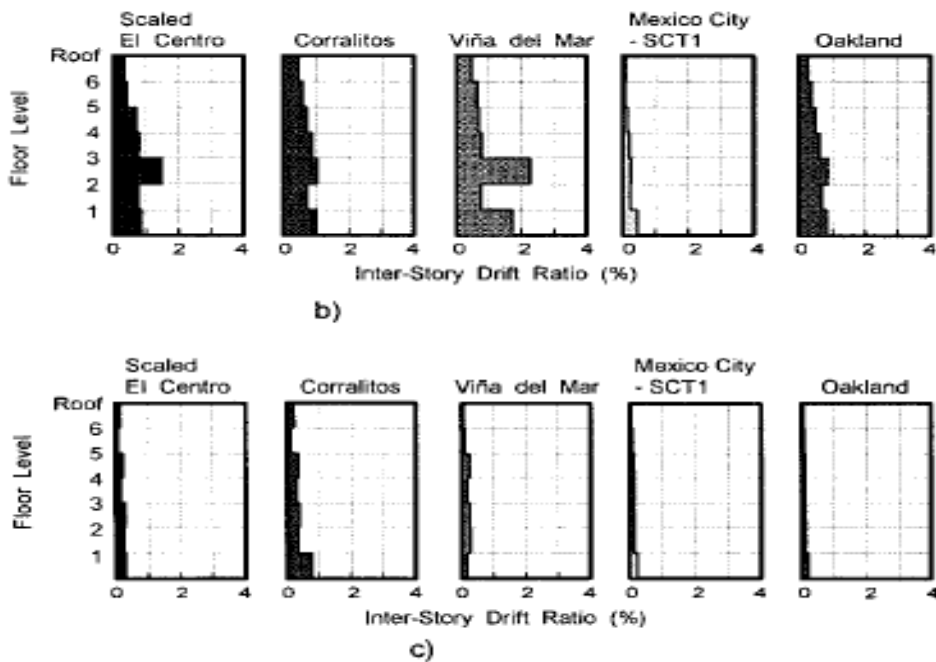 Scaled
El Centro
Corralitos
Viña del Mar
Mexico City
- SCT1
Oakland
Roof
6
5
4
3
2
1
Floor Level
0 2 4
0 2 4
0 2 4
0 2 4
0 2 4
Inter-Story Drift Ratio (%)
b)
Scaled
El Centro
Corralitos
Viña del Mar
Mexico City
- SCT1
Oakland
Roof
6
5
4
3
2
1
Floor Level
0 2 4
0 2 4
0 2 4
0 2 4
0 2 4
Inter-Story Drift Ratio (%)
c)